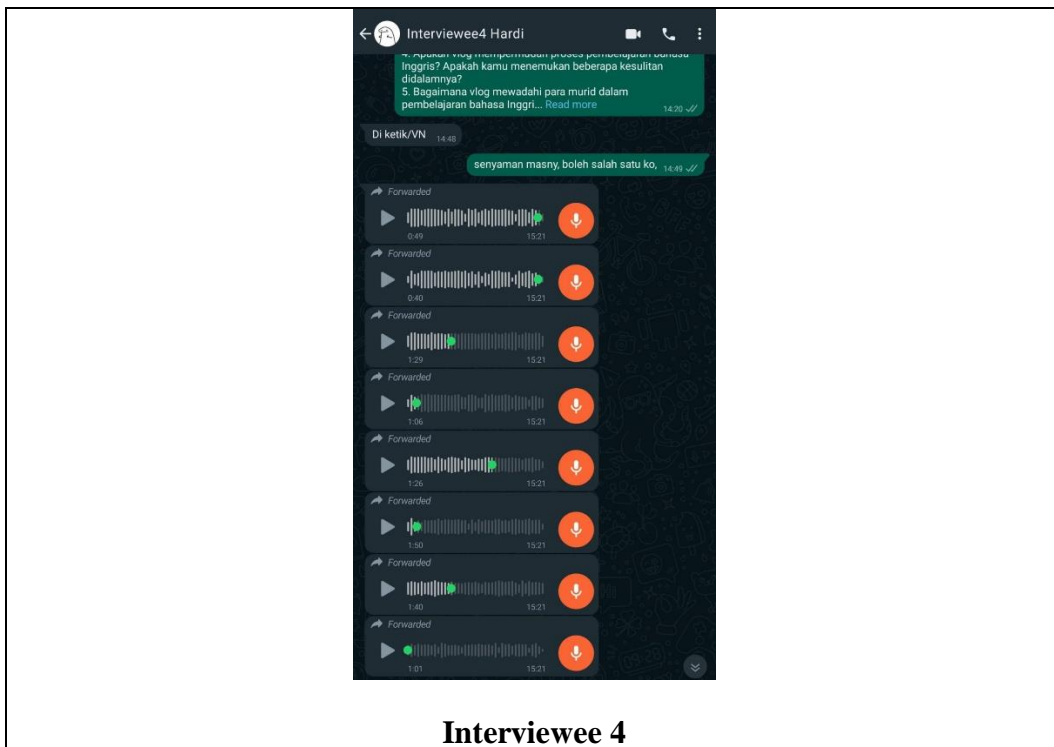 Interviewee4 Hardi
4. Apakah vlog mempermudah proses pembelajaran bahasa
Inggris? Apakah kamu menemukan beberapa kesulitan
didalamnya?
5. Bagaimana vlog mewadahi para murid dalam
pembelajaran bahasa Inggri... Read more
14:20
Di ketik/VN 14:48
senyaman masny, boleh salah satu ko, 14:49
Forwarded
0:49 15:21
Forwarded
0:40 15:21
Forwarded
1:29 15:21
Forwarded
1:06 15:21
Forwarded
1:26 15:21
Forwarded
1:50 15:21
Forwarded
1:40 15:21
Forwarded
1:01 15:21
Interviewee 4